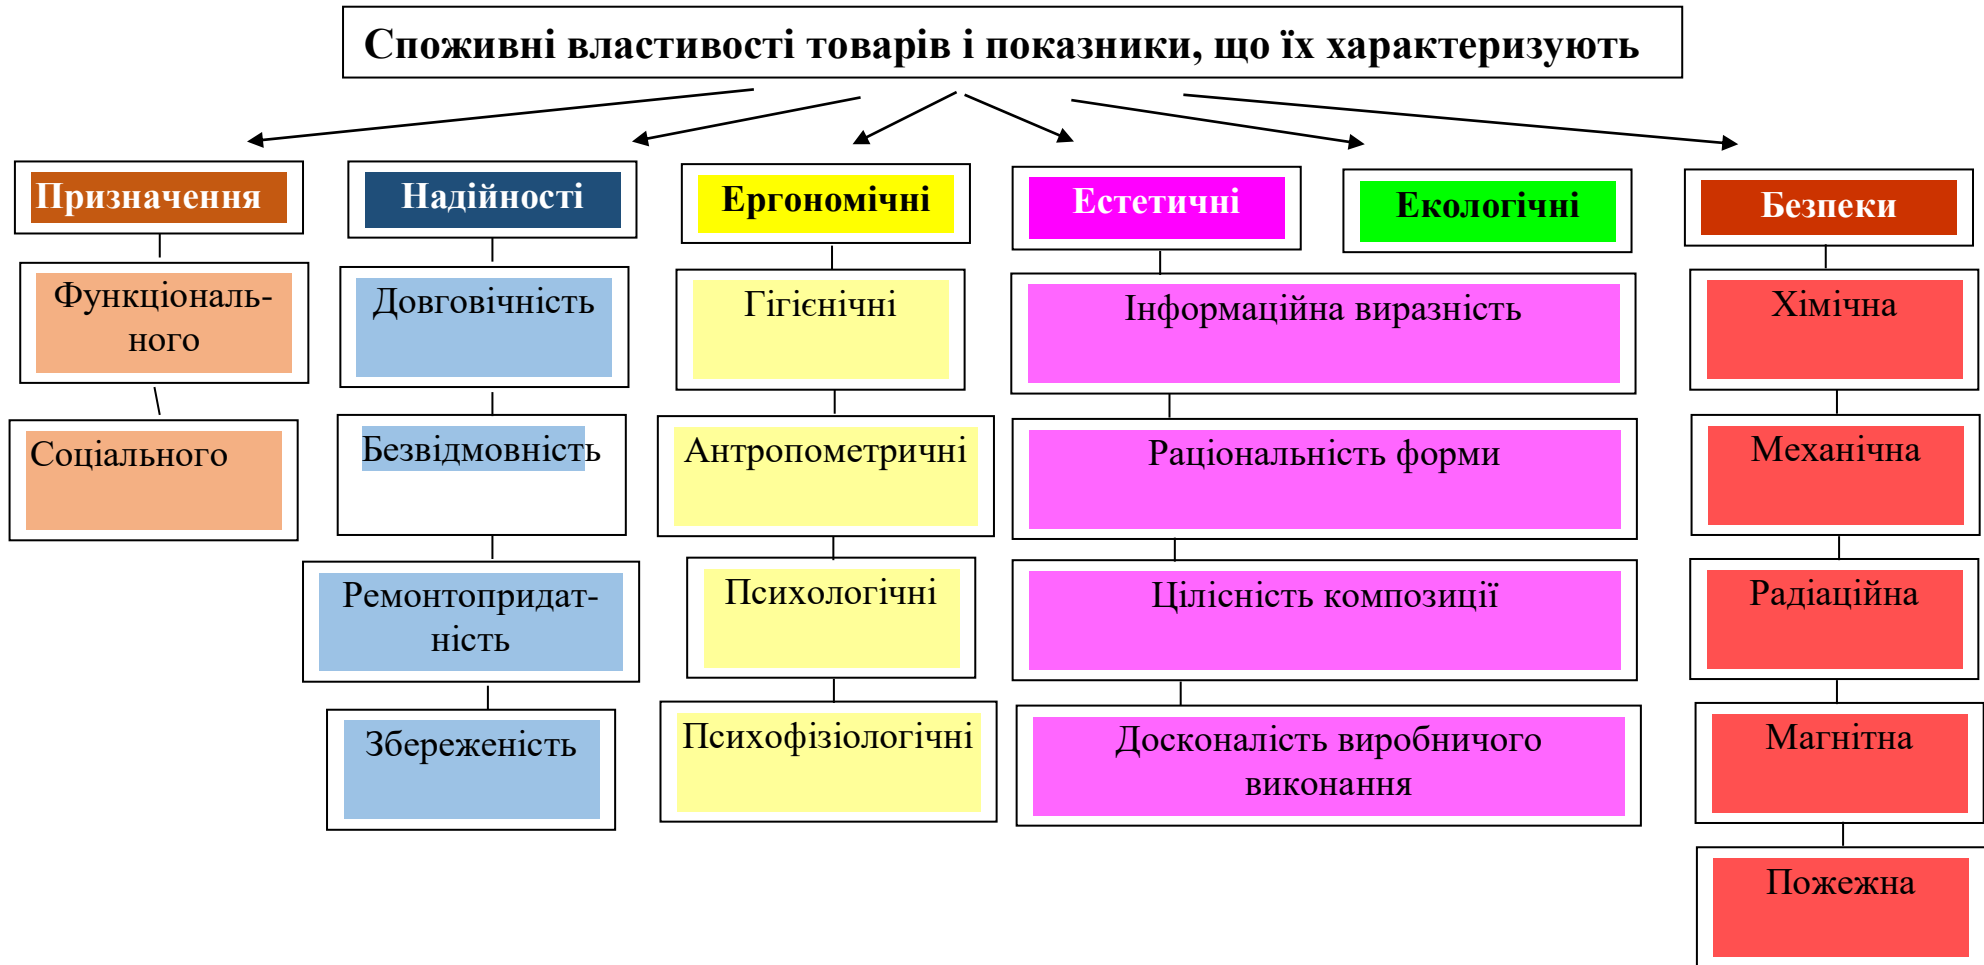 Споживні властивості товарів і показники, що їх характеризують
Призначення
Надійності
Ергономічні
Естетичні
Екологічні
Безпеки
Функціональ-
ного
Соціального
Довговічність
Безвідмовність
Ремонтопридат-
ність
Збереженість
Гігієнічні
Антропометричні
Психологічні
Психофізіологічні
Інформаційна виразність
Раціональність форми
Цілісність композиції
Досконалість виробничого
виконання
Хімічна
Механічна
Радіаційна
Магнітна
Пожежна